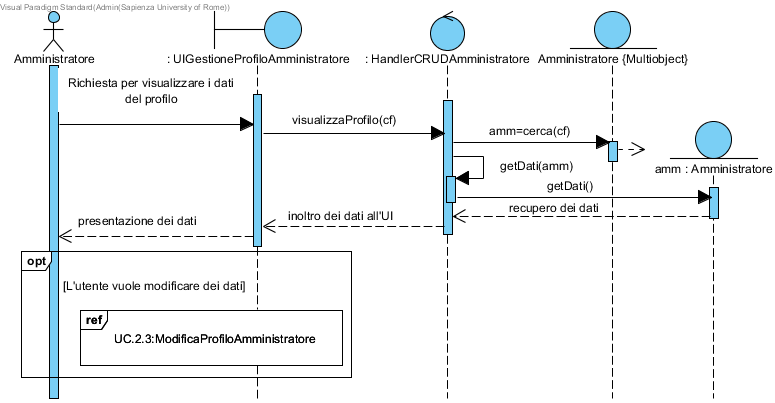 Visual Paradigm Standard(Admin(Sapienza University of Rome))
Amministratore
: UIGestioneProfiloAmministratore
: HandlerCRUDAmministratore
Amministratore {Multiobject}
Richiesta per visualizzare i dati
del profilo
visualizzaProfilo(cf)
amm=cerca(cf)
getDati(amm)
amm : Amministratore
getDati()
recupero dei dati
inoltro dei dati all'UI
presentazione dei dati
opt
[L'utente vuole modificare dei dati]
ref
UC.2.3:ModificaProfiloAmministratore